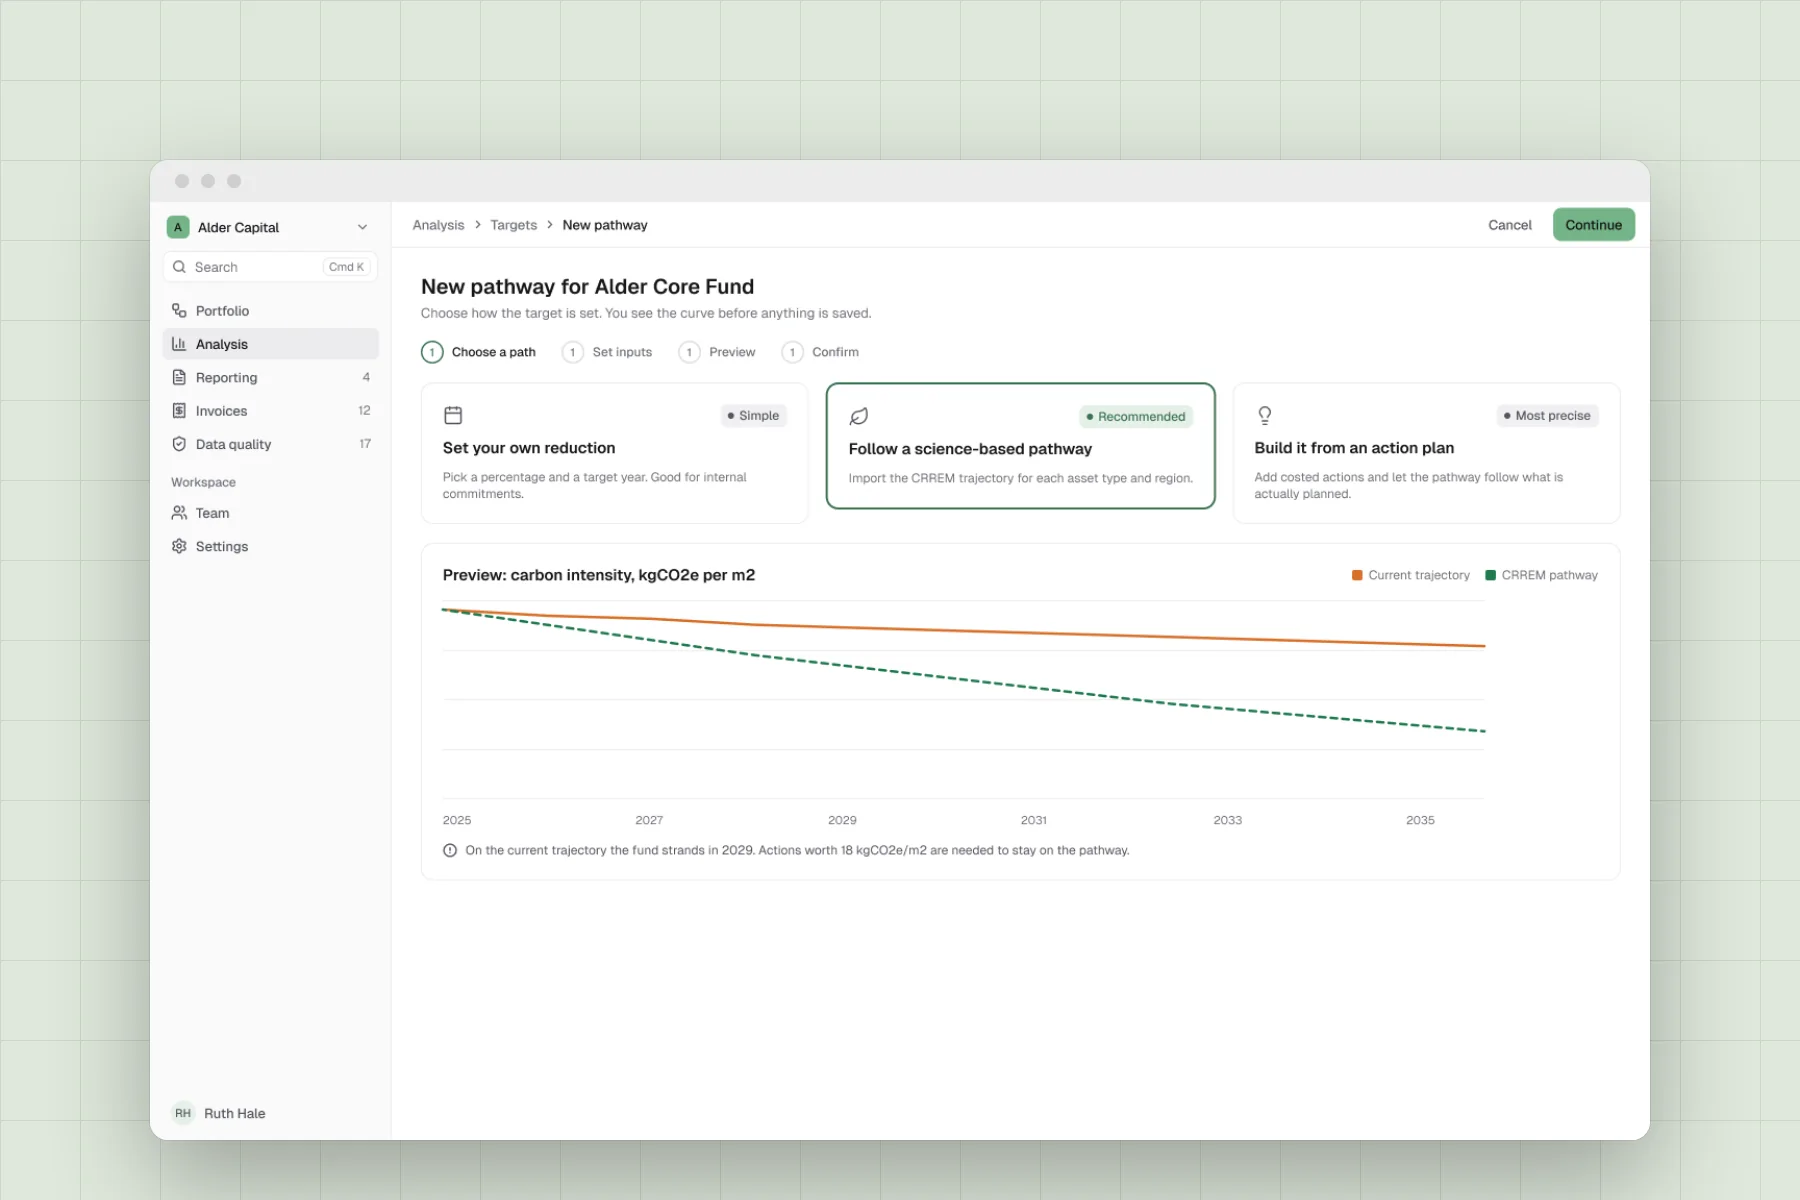 A Alder Capital
Search Cmd K
Portfolio
Analysis
Reporting 4
Invoices 12
Data quality 17
Workspace
Team
Settings
RH Ruth Hale
Analysis > Targets > New pathway
Cancel Continue
New pathway for Alder Core Fund
Choose how the target is set. You see the curve before anything is saved.
1 Choose a path 1 Set inputs 1 Preview 1 Confirm
Simple
Set your own reduction
Pick a percentage and a target year. Good for internal
commitments.
Recommended
Follow a science-based pathway
Import the CRREM trajectory for each asset type and region.
Most precise
Build it from an action plan
Add costed actions and let the pathway follow what is
actually planned.
Preview: carbon intensity, kgCO2e per m2
Current trajectory CRREM pathway
2025 2027 2029 2031 2033 2035
On the current trajectory the fund strands in 2029. Actions worth 18 kgCO2e/m2 are needed to stay on the pathway.